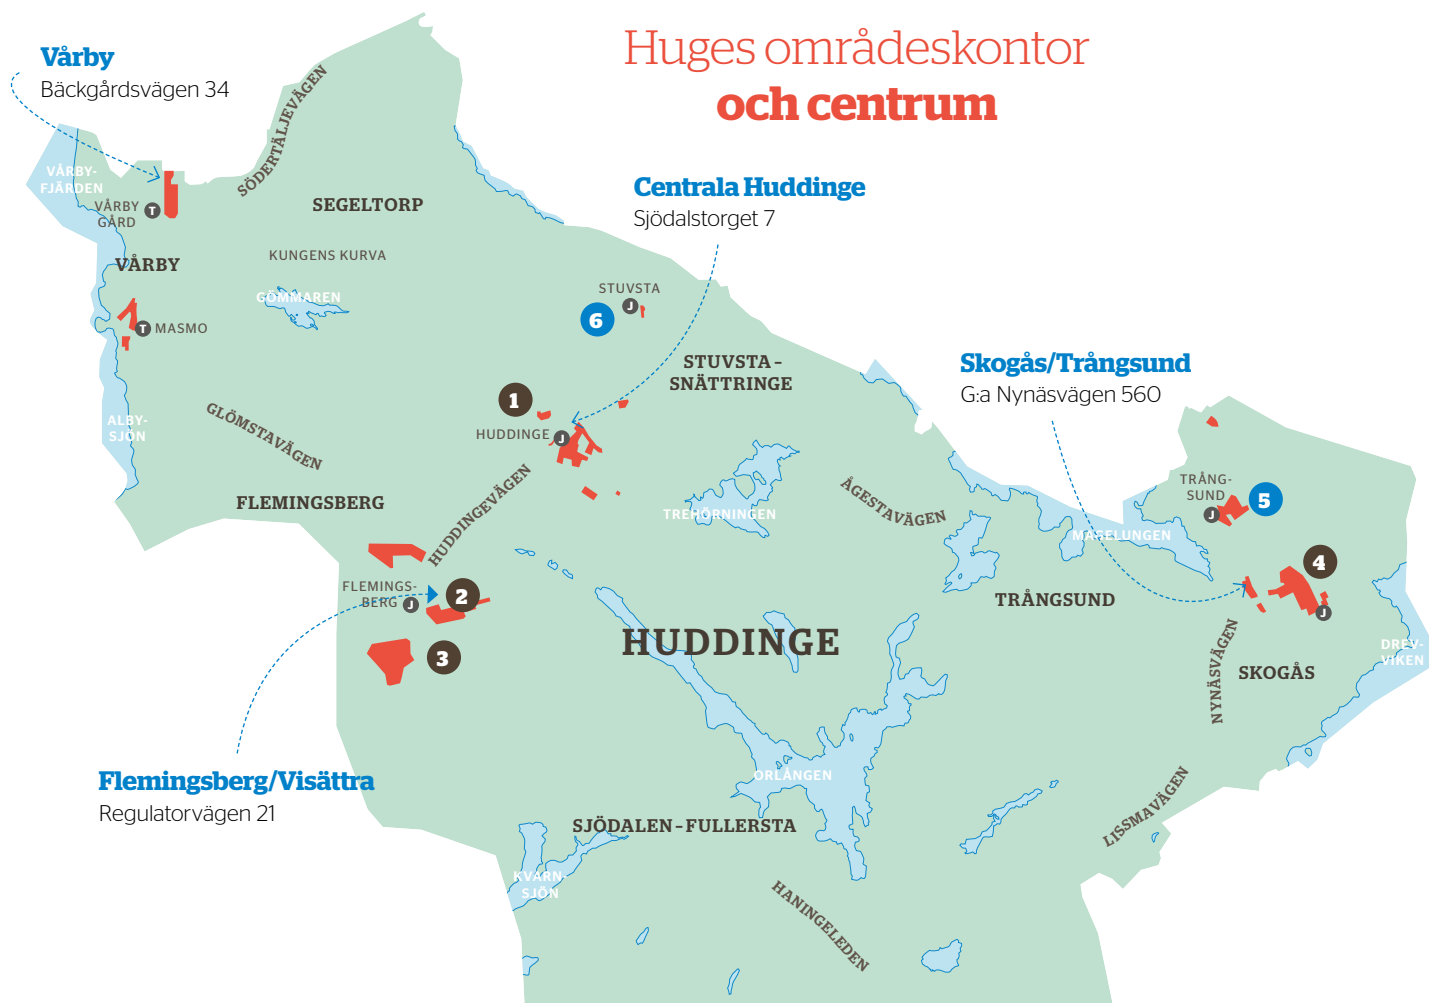 Huges områdeskontor
och centrum
Vårby
Bäckgårdsvägen 34
Centrala Huddinge
Sjödalstorget 7
Skogås/Trångsund
G:a Nynäsvägen 560
Flemingsberg/Visättra
Regulatorvägen 21
SÖDERTÄLJEVÄGEN
VÅRBY-
FJÄRDEN
VÅRBY
GÅRD
T
SEGELTORP
KUNGENS KURVA
VÅRBY
GÖMMAREN
T
MASMO
STUVSTA
J
6
STUVSTA –
SNÄTTRINGE
1
HUDDINGE
J
ALBY-
SJÖN
GLÖMSTAVÄGEN
FLEMINGSBERG
HUDDINGEVÄGEN
TREHÖRNINGEN
ÅGESTAVÄGEN
MAGELUNGEN
TRÅNG-
SUND
J
5
4
J
FLEMINGS-
BERG
J
2
3
HUDDINGE
TRÅNGSUND
NYNÄSVÄGEN
SKOGÅS
DREV-
VIKEN
ORLÅNGEN
SJÖDALEN – FULLERSTA
LISSMAVÄGEN
KVARN-
SJÖN
HANINGELEDEN